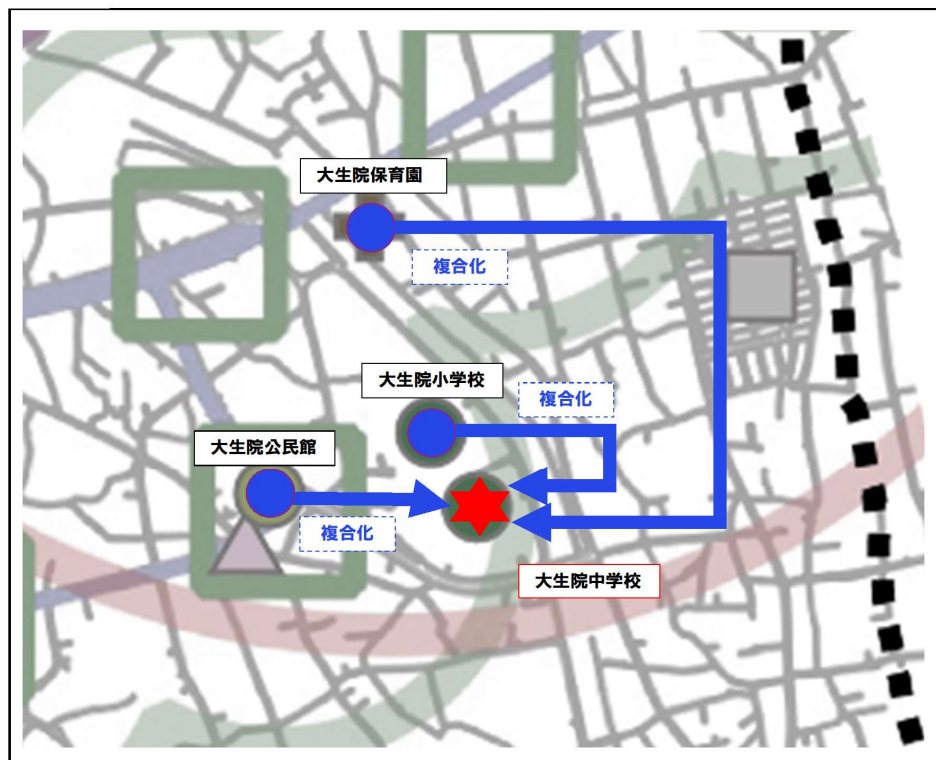 大生院保育園
複合化
大生院小学校
複合化
大生院公民館
複合化
大生院中学校